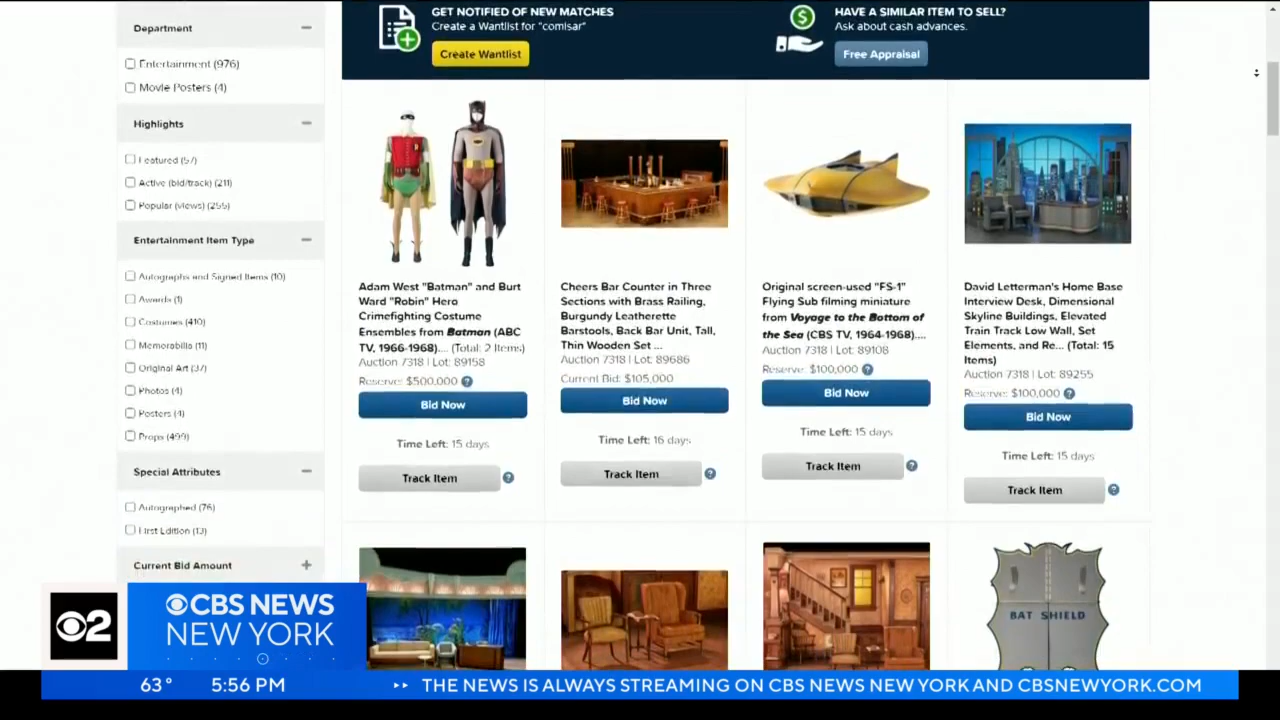 Department
Entertainment (976)
Movie Posters (4)
Highlights
Featured (57)
Active (bid/track) (211)
Popular (views) (255)
Entertainment Item Type
Autographs and Signed Items (10)
Awards (1)
Costumes (410)
Memorabilia (11)
Original Art (37)
Photos (4)
Posters (4)
Props (499)
Special Attributes
Autographed (76)
First Edition (13)
Current Bid Amount
GET NOTIFIED OF NEW MATCHES
Create a Wantlist for "comisar"
Create Wantlist
HAVE A SIMILAR ITEM TO SELL?
Ask about cash advances.
Free Appraisal
Adam West "Batman" and Burt
Ward "Robin" Hero
Crimefighting Costume
Ensembles from Batman (ABC
TV, 1966-1968).... (Total: 2 Items)
Auction 7318 | Lot: 89158
Reserve: $500,000 ?
Bid Now
Time Left: 15 days
Track Item ?
Cheers Bar Counter in Three
Sections with Brass Railing,
Burgundy Leatherette
Barstools, Back Bar Unit, Tall,
Thin Wooden Set ...
Auction 7318 | Lot: 89686
Current Bid: $105,000
Bid Now
Time Left: 16 days
Track Item ?
Original screen-used "FS-1"
Flying Sub filming miniature
from Voyage to the Bottom of
the Sea (CBS TV, 1964-1968)....
Auction 7318 | Lot: 89108
Reserve: $100,000 ?
Bid Now
Time Left: 15 days
Track Item ?
David Letterman's Home Base
Interview Desk, Dimensional
Skyline Buildings, Elevated
Train Track Low Wall, Set
Elements, and Re... (Total: 15
Items)
Auction 7318 | Lot: 89255
Reserve: $100,000 ?
Bid Now
Time Left: 15 days
Track Item ?
BAT SHIELD
2
CBS NEWS
NEW YORK
63° 5:56 PM THE NEWS IS ALWAYS STREAMING ON CBS NEWS NEW YORK AND CBSNEWYORK.COM